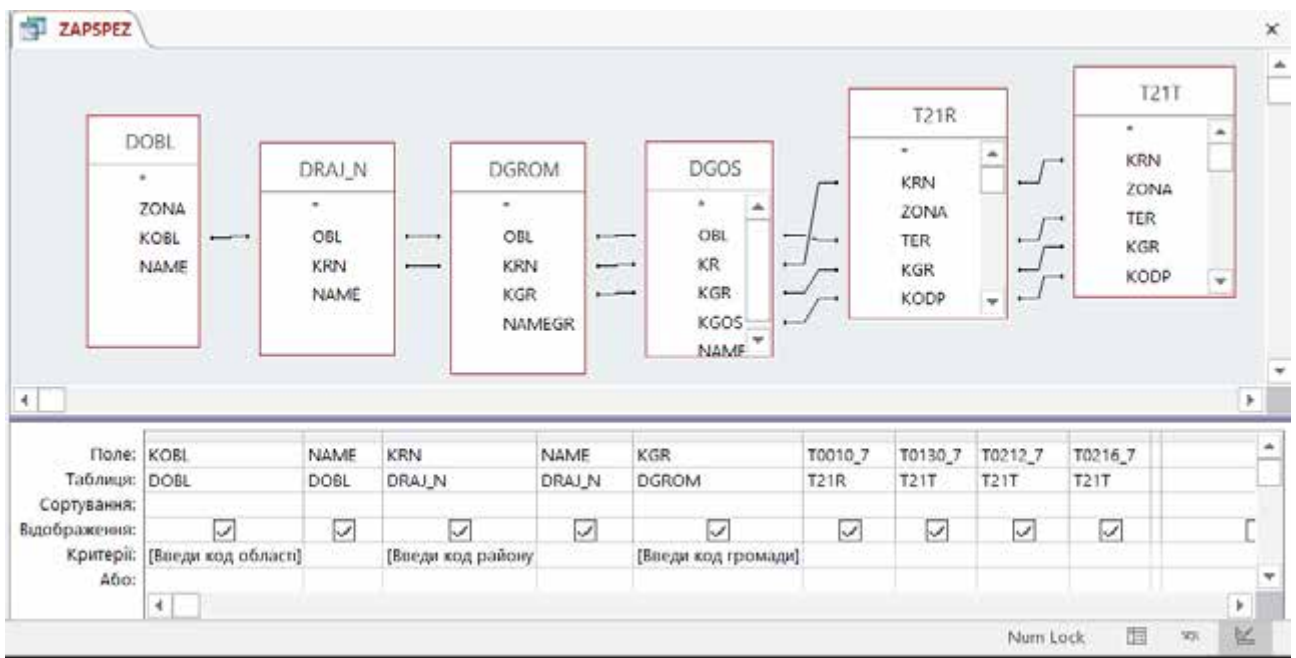 ZAPSPEZ
DOBL
*
ZONA
KOBL
NAME
DRAJ_N
*
OBL
KRN
NAME
DGROM
*
OBL
KRN
KGR
NAMEGR
DGOS
*
OBL
KR
KGR
KGOS
NAME
T21R
*
KRN
ZONA
TER
KGR
KODP
T21T
*
KRN
ZONA
TER
KGR
KODP
Поле: KOBL NAME KRN NAME KGR T0010_7 T0130_7 T0212_7 T0216_7
Таблиця: DOBL DOBL DRAJ_N DRAJ_N DGROM T21R T21T T21T T21T
Сортування:
Відображення:
Критерії: [Введи код області] [Введи код району [Введи код громади]
Або:
Num Lock SQL